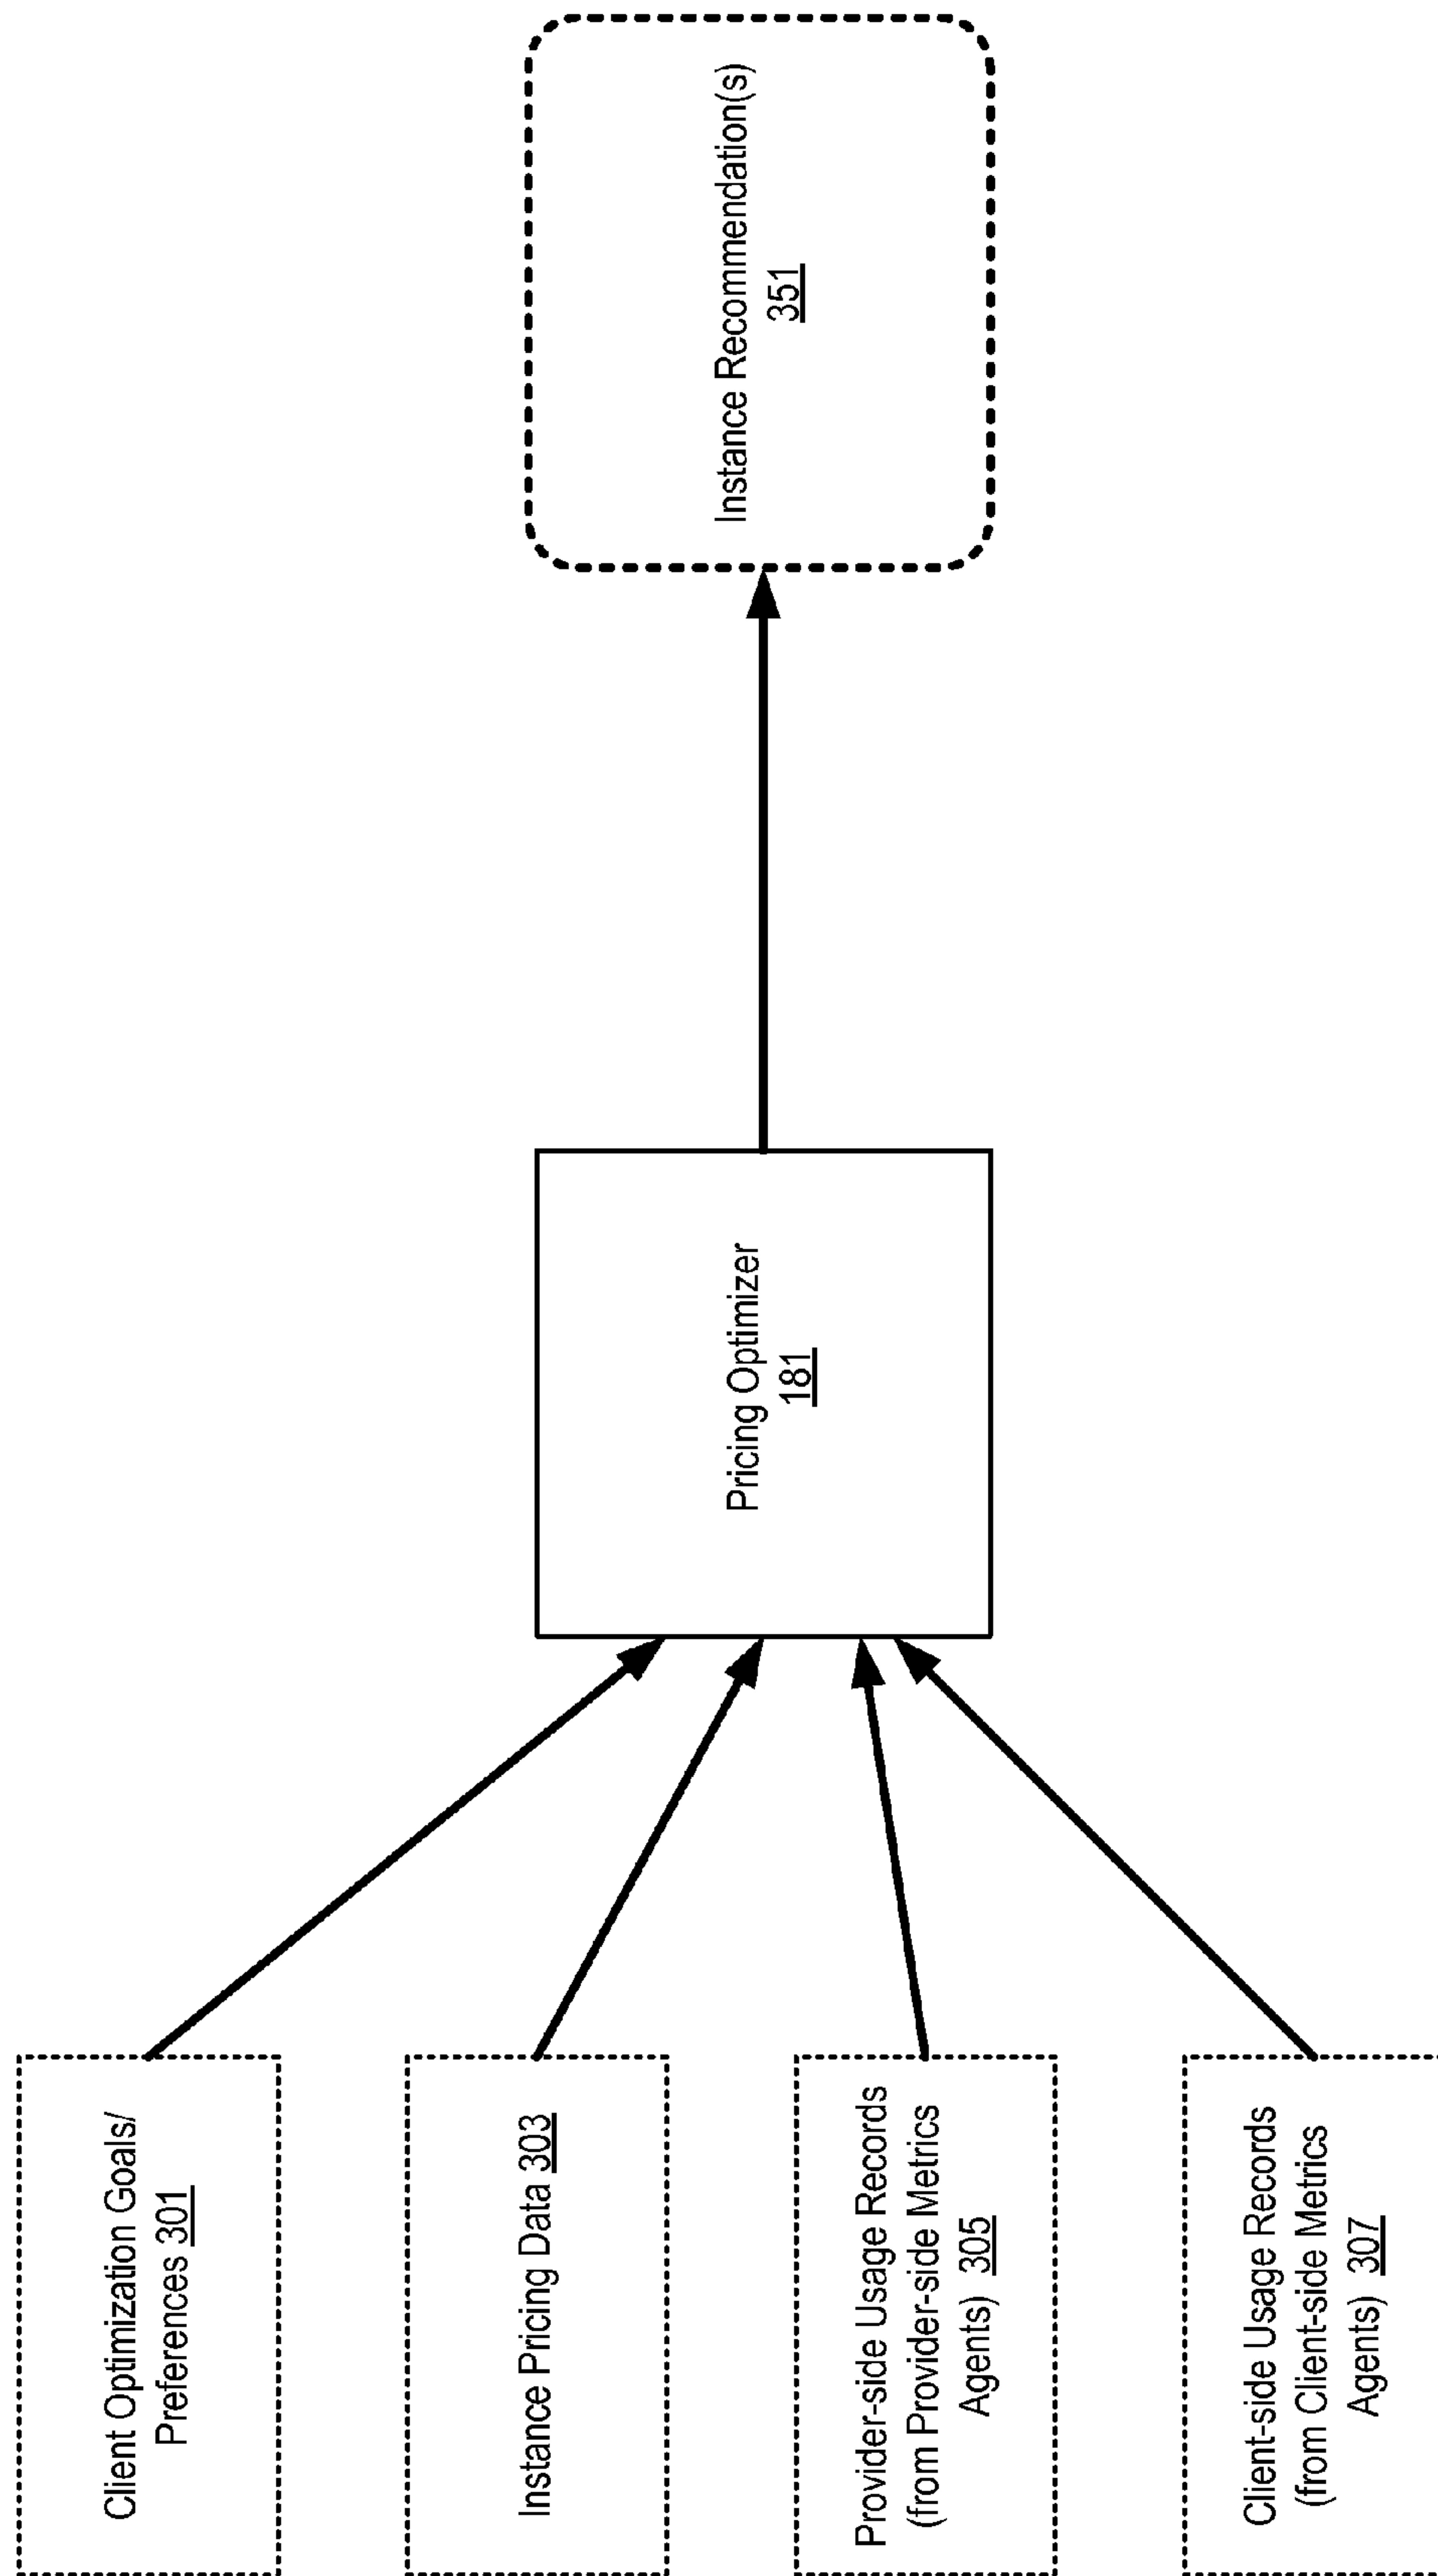 Client Optimization Goals/
Preferences 301
Instance Pricing Data 303
Provider-side Usage Records
(from Provider-side Metrics
Agents) 305
Client-side Usage Records
(from Client-side Metrics
Agents) 307
Pricing Optimizer
181
Instance Recommendation(s)
351